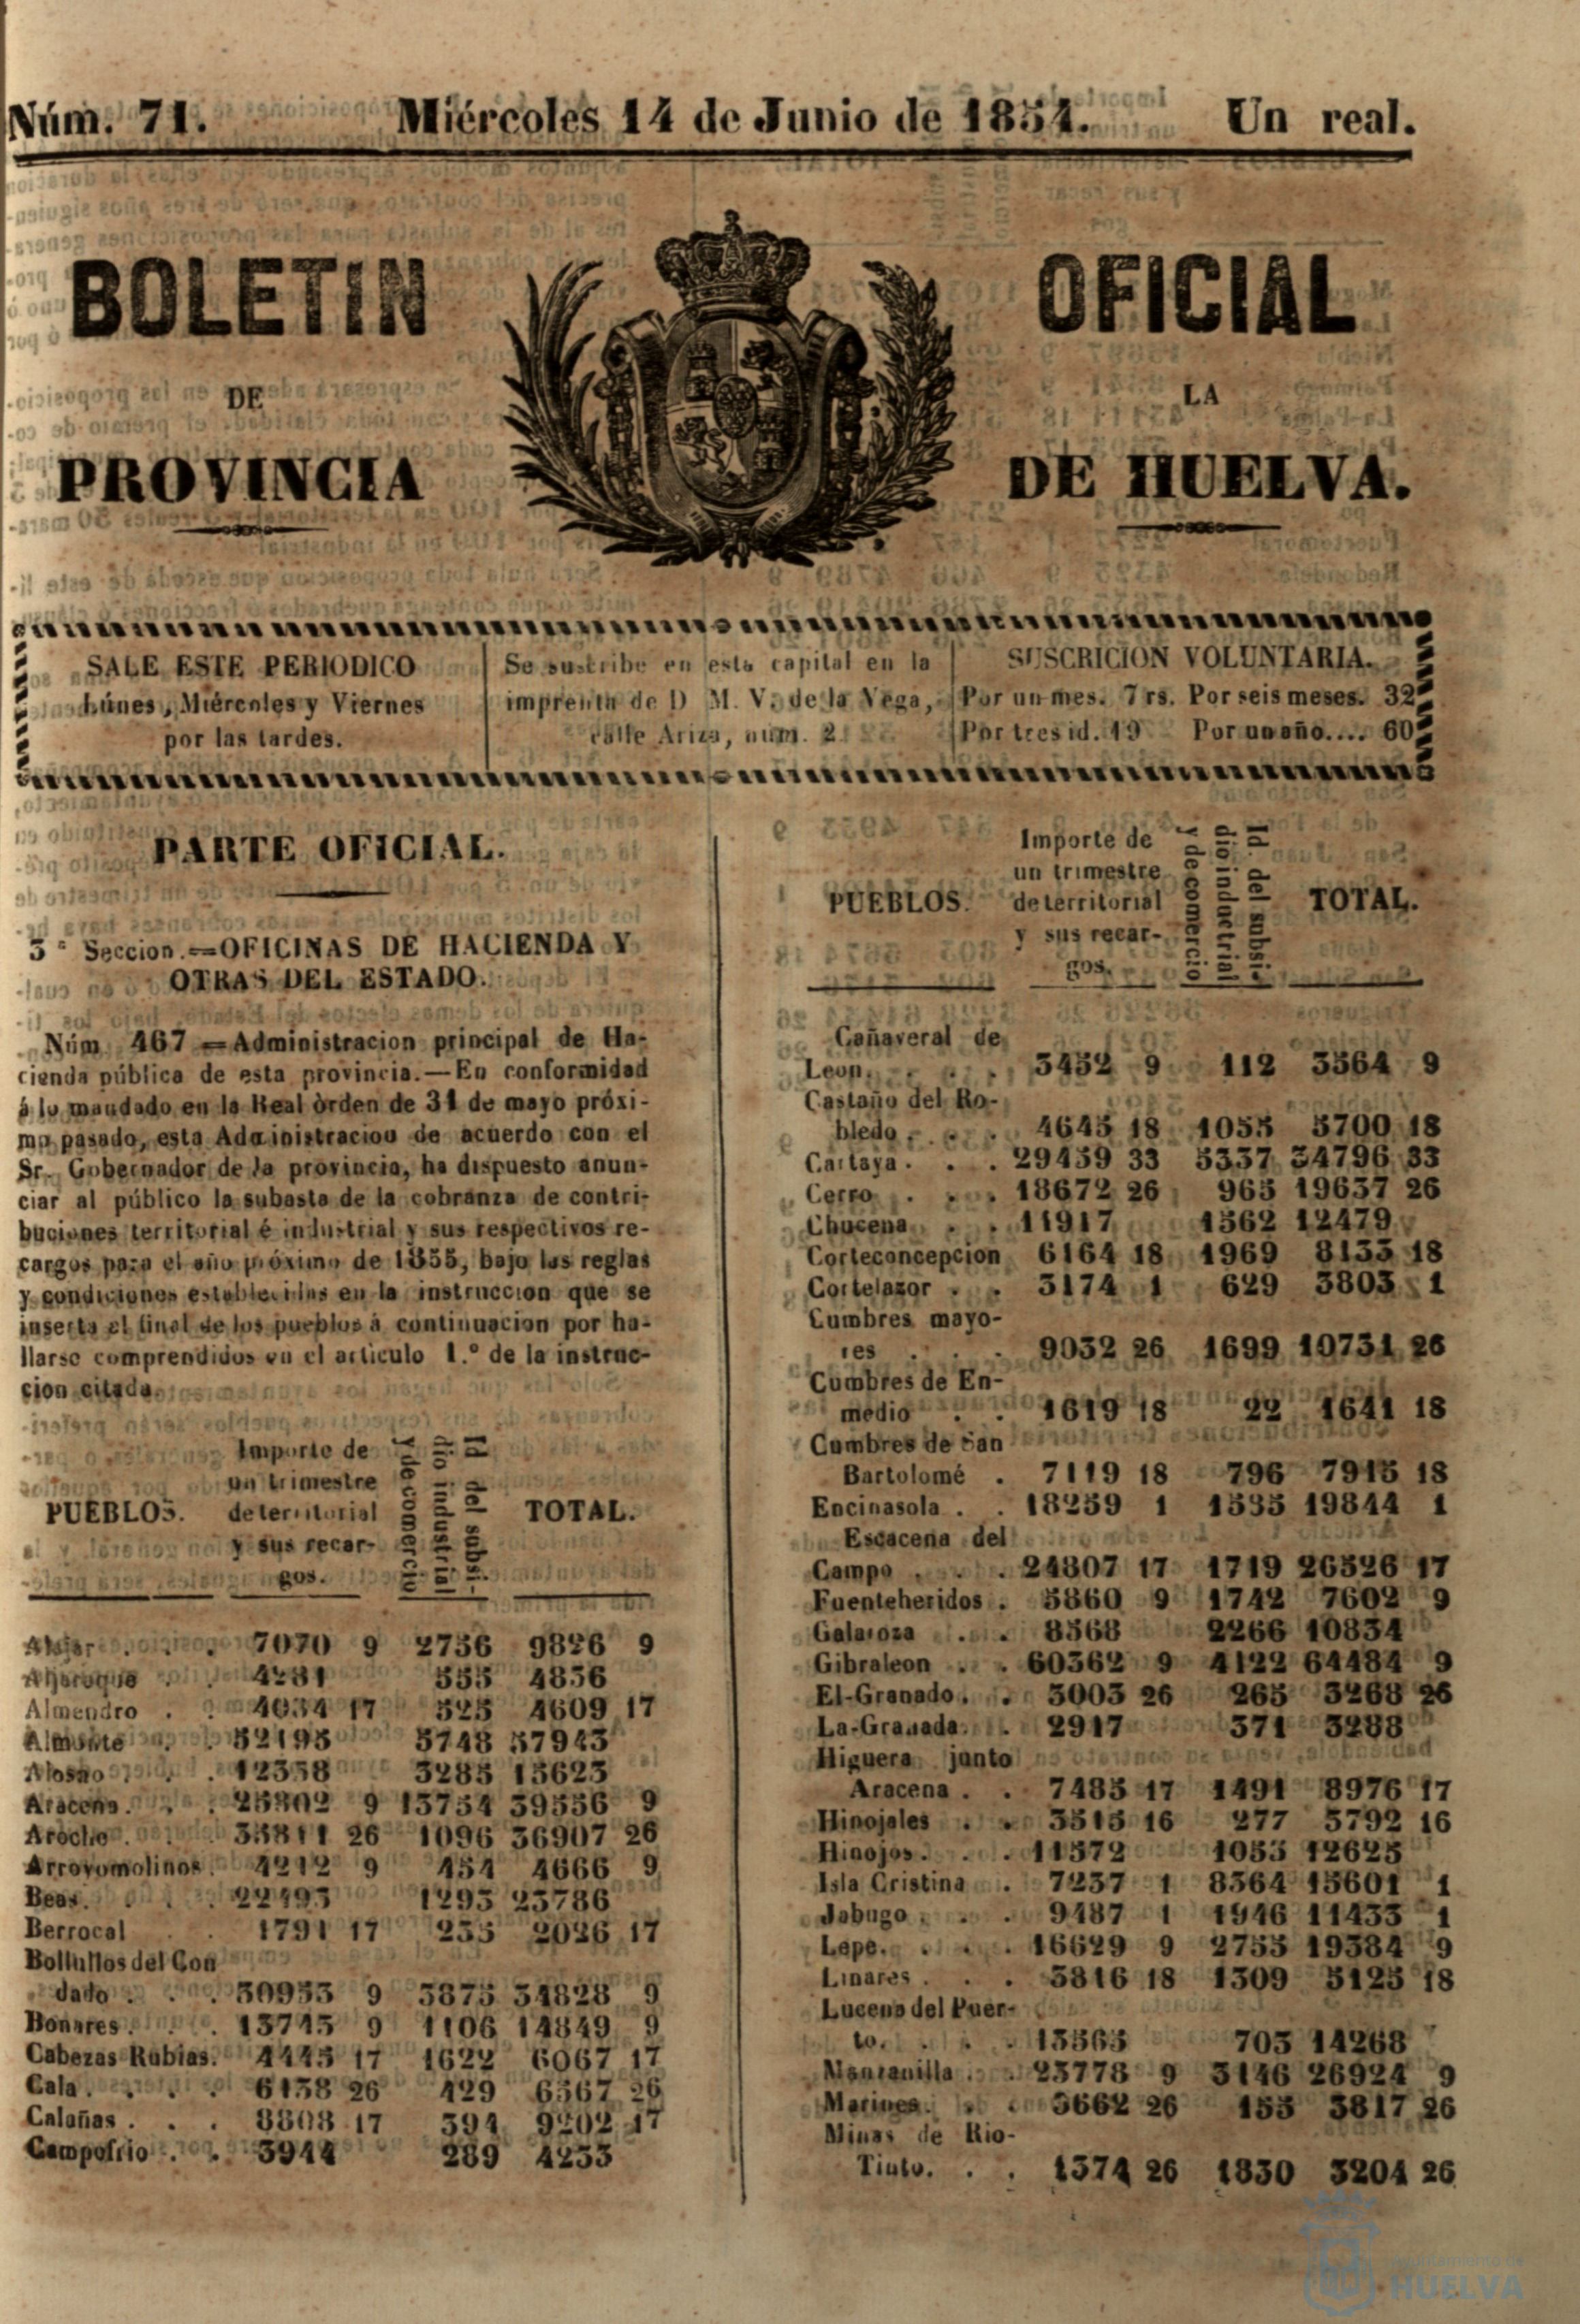 Núm. 71. Miércoles 14 de Junio de 1854. Un real.
BOLETIN OFICIAL
DE LA
PROVINCIA DE HUELVA.
SALE ESTE PERIODICO
Lúnes, Miércoles y Viernes
por las tardes.
Se suscribe en esta capital en la
imprenta de D M. V. de la Vega,
calle Ariza, núm. 2
SUSCRICION VOLUNTARIA.
Por un mes. 7 rs. Por seis meses. 32
Por tres id. 19 Por un año.... 60
PARTE OFICIAL.
3.ª Seccion.=OFICINAS DE HACIENDA Y
OTRAS DEL ESTADO.
Núm 467 =Administracion principal de Ha-
cienda pública de esta provincia.—En conformidad
á lo mandado en la Real órden de 31 de mayo próxi-
mo pasado, esta Administracion de acuerdo con el
Sr. Gobernador de la provincia, ha dispuesto anun-
ciar al público la subasta de la cobranza de contri-
buciones territorial é industrial y sus respectivos re-
cargos para el año próximo de 1855, bajo las reglas
y condiciones establecidas en la instruccion que se
inserta al final de los pueblos á continuacion por ha-
llarse comprendidos en el artículo 1.º de la instruc-
cion citada.
PUEBLOS.
Importe de
un trimestre
de territorial
y sus recar-
gos.
Id del subsi-
dio industrial
y de comercio
TOTAL.
Alajar . . . 7070 9 2756 9826 9
Aljaraque . . 4281 555 4836
Almendro . . 4034 17 525 4609 17
Almonte . . 52195 5748 57943
Alosno . . 12338 3285 15623
Aracena. . . 25802 9 13754 39556 9
Aroche . . 35811 26 1096 36907 26
Arroyomolinos. 4212 9 454 4666 9
Beas. . . 22493 1293 23786
Berrocal . . 1791 17 235 2026 17
Bollullos del Con
dado . . . 30953 9 3875 34828 9
Bonares. . . 13743 9 1106 14849 9
Cabezas Rubias. 4445 17 1622 6067 17
Cala . . . . 6138 26 429 6567 26
Calañas . . . 8808 17 394 9202 17
Campofrio . . 3944 289 4233
PUEBLOS.
Importe de
un trimestre
de territorial
y sus recar-
gos.
Id. del subsi-
dio inductrial
y de comercio
TOTAL.
Cañaveral de
Leon. . . . 3452 9 112 3564 9
Castaño del Ro-
bledo . . . 4645 18 1055 5700 18
Cartaya . . . 29459 33 5337 34796 33
Cerro . . . 18672 26 965 19637 26
Chucena . . 11917 1562 12479
Corteconcepcion 6164 18 1969 8133 18
Cortelazor . . 3174 1 629 3803 1
Cumbres mayo-
res . . . 9032 26 1699 10731 26
Cumbres de En-
medio . . 1619 18 22 1641 18
Cumbres de San
Bartolomé . 7119 18 796 7915 18
Encinasola . . 18259 1 1535 19844 1
Escacena del
Campo . . . 24807 17 1719 26526 17
Fuenteheridos . 5860 9 1742 7602 9
Galaroza . . 8568 2266 10834
Gibraleon . . 60362 9 4122 64484 9
El-Granado. . 3003 26 265 3268 26
La-Granada. . 2917 371 3288
Higuera junto
Aracena . . 7485 17 1491 8976 17
Hinojales . . 3515 16 277 3792 16
Hinojos. . . 11572 1053 12625
Isla Cristina . 7237 1 8364 15601 1
Jabugo . . . 9487 1 1946 11433 1
Lepe. . . . 16629 9 2755 19384 9
Linares . . . 3816 18 1309 5125 18
Lucena del Puer-
to. . . . 13563 703 14268
Manzanilla . . 23778 9 3146 26924 9
Marines. . . 3662 26 155 3817 26
Minas de Rio-
Tinto. . . 1374 26 1830 3204 26
Ayuntamiento de
HUELVA